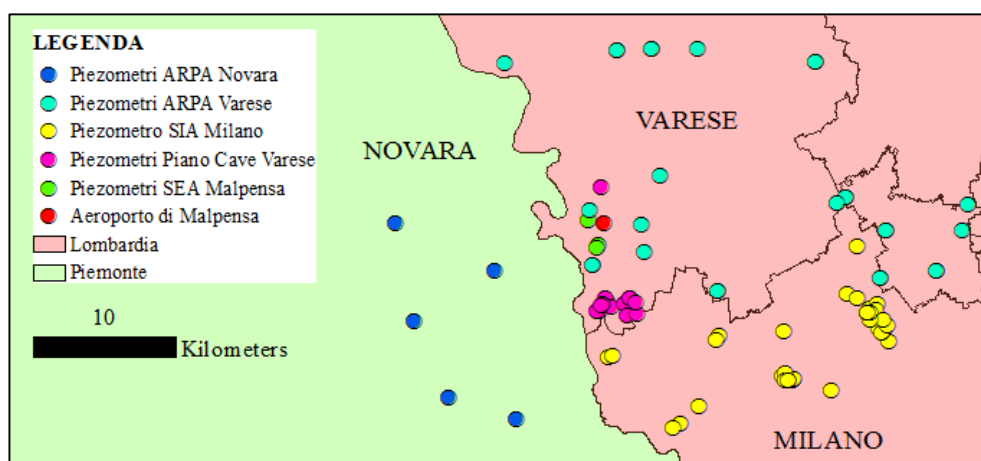 LEGENDA
Piezometri ARPA Novara
Piezometri ARPA Varese
Piezometro SIA Milano
Piezometri Piano Cave Varese
Piezometri SEA Malpensa
Aeroporto di Malpensa
Lombardia
Piemonte
10
Kilometers
NOVARA
VARESE
MILANO